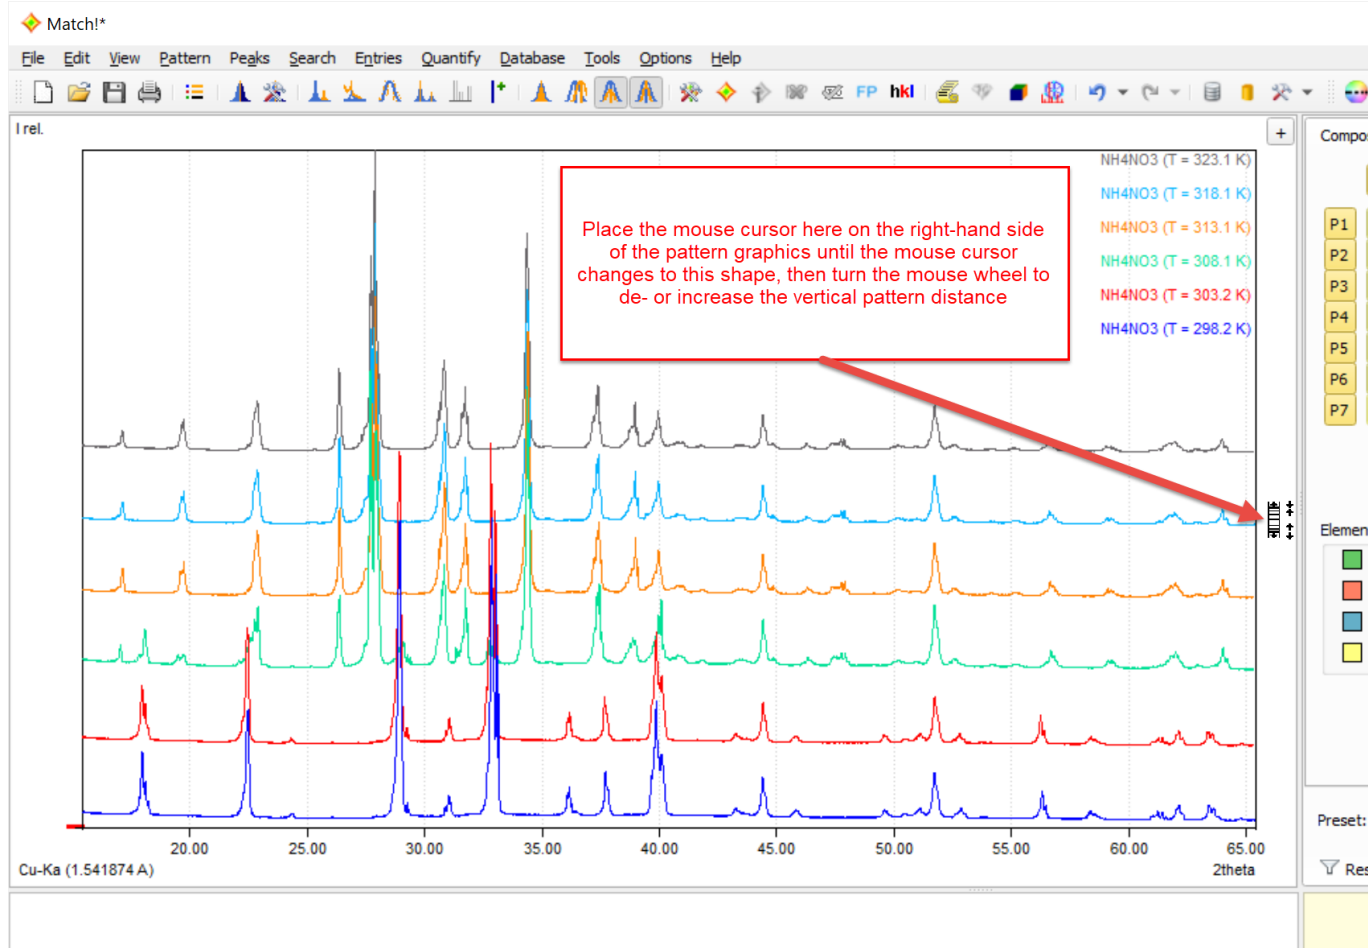 Match!*
File Edit View Pattern Peaks Search Entries Quantify Database Tools Options Help
FP hkl
I rel.
+
Compo
NH4NO3 (T = 323.1 K)
NH4NO3 (T = 318.1 K)
NH4NO3 (T = 313.1 K)
NH4NO3 (T = 308.1 K)
NH4NO3 (T = 303.2 K)
NH4NO3 (T = 298.2 K)
Place the mouse cursor here on the right-hand side
of the pattern graphics until the mouse cursor
changes to this shape, then turn the mouse wheel to
de- or increase the vertical pattern distance
P1
P2
P3
P4
P5
P6
P7
Elemen
20.00 25.00 30.00 35.00 40.00 45.00 50.00 55.00 60.00 65.00
Cu-Ka (1.541874 A) 2theta
Preset:
Res